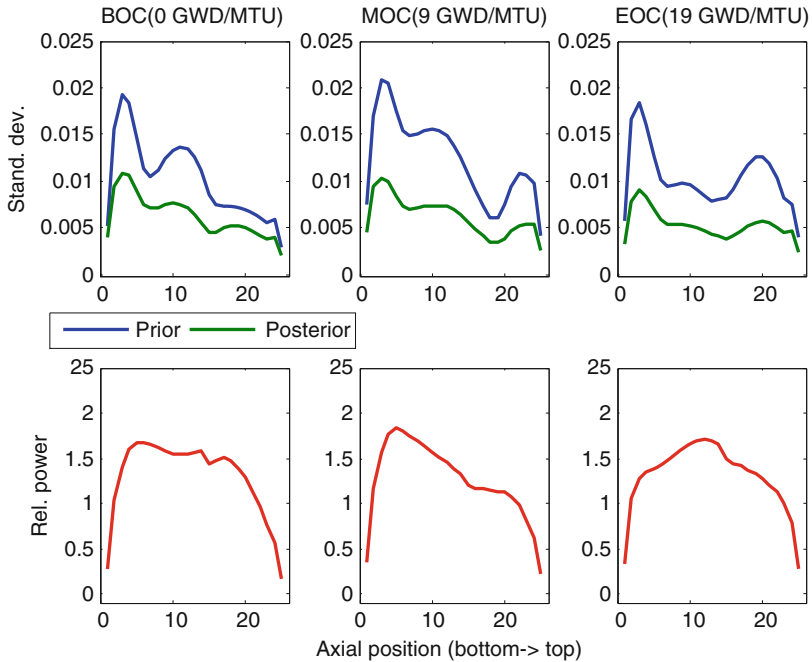 BOC(0 GWD/MTU) MOC(9 GWD/MTU) EOC(19 GWD/MTU)
0.025 0.025 0.025
0.02 0.02 0.02
0.015 0.015 0.015
0.01 0.01 0.01
0.005 0.005 0.005
0 0 0
Stand. dev.
0 10 20 0 10 20 0 10 20
Prior Posterior
25 25 25
2 2 2
1.5 1.5 1.5
1 1 1
0.5 0.5 0.5
0 0 0
Rel. power
0 10 20 0 10 20 0 10 20
Axial position (bottom-> top)